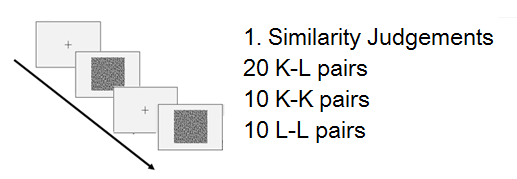 1. Similarity Judgements
20 K-L pairs
10 K-K pairs
10 L-L pairs